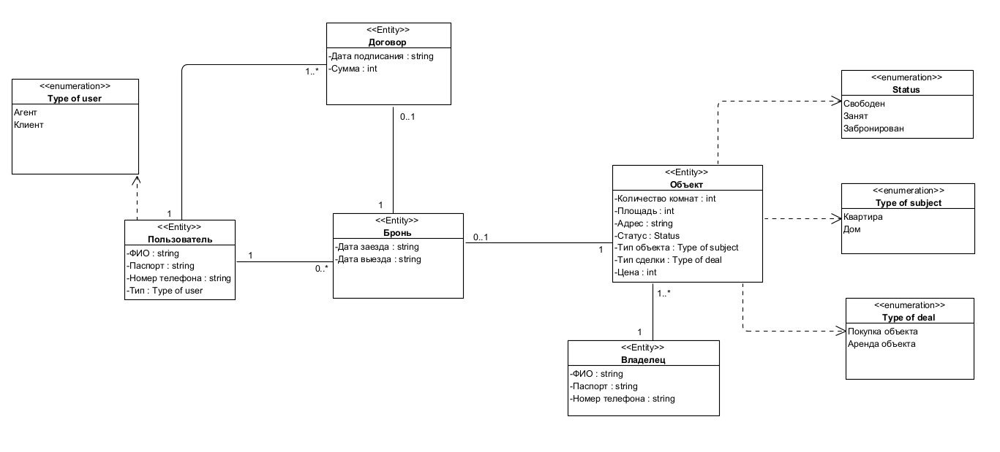 <<Entity>>
Договор
-Дата подписания : string
-Сумма : int
1..*
0..1
<<enumeration>>
Type of user
Агент
Клиент
<<enumeration>>
Status
Свободен
Занят
Забронирован
<<Entity>>
Объект
-Количество комнат : int
-Площадь : int
-Адрес : string
-Статус : Status
-Тип объекта : Type of subject
-Тип сделки : Type of deal
-Цена : int
<<enumeration>>
Type of subject
Квартира
Дом
1
1
<<Entity>>
Пользователь
-ФИО : string
-Паспорт : string
-Номер телефона : string
-Тип : Type of user
<<Entity>>
Бронь
-Дата заезда : string
-Дата выезда : string
1
0..*
0..1
1
1..*
1
<<enumeration>>
Type of deal
Покупка объекта
Аренда объекта
<<Entity>>
Владелец
-ФИО : string
-Паспорт : string
-Номер телефона : string